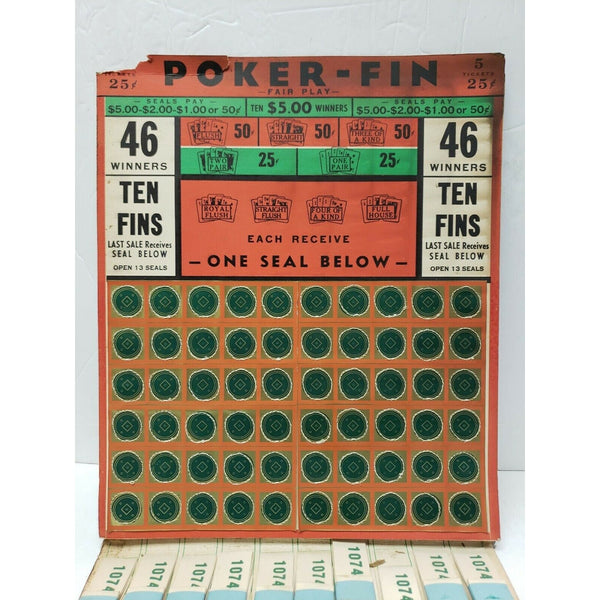 POKER-FIN
FAIR PLAY
25¢
5
TICKETS
25¢
SEALS PAY
$5.00-$2.00-$1.00 or 50¢
TEN $5.00 WINNERS
SEALS PAY
$5.00-$2.00-$1.00 or 50¢
46
WINNERS
TEN
FINS
LAST SALE Receives
SEAL BELOW
OPEN 13 SEALS
FLUSH 50¢
STRAIGHT 50¢
THREE OF A KIND 50¢
TWO PAIR 25¢
ONE PAIR 25¢
ROYAL FLUSH
STRAIGHT FLUSH
FOUR OF A KIND
FULL HOUSE
EACH RECEIVE
— ONE SEAL BELOW —
46
WINNERS
TEN
FINS
LAST SALE Receives
SEAL BELOW
OPEN 13 SEALS
1074
1074
1074
1074
1074
1074
1074
1074
1074
1074